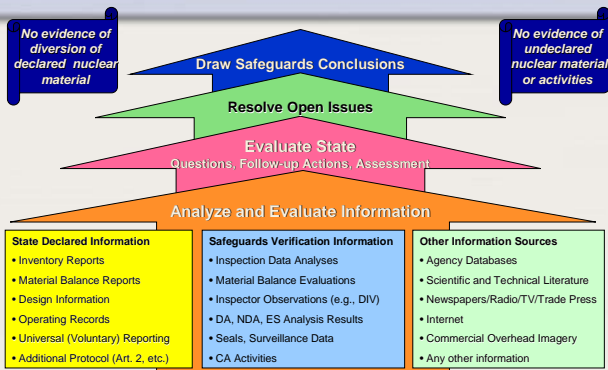 No evidence of
diversion of
declared nuclear
material
No evidence of
undeclared
nuclear material
or activities
Draw Safeguards Conclusions
Resolve Open Issues
Evaluate State
Questions, Follow-up Actions, Assessment
Analyze and Evaluate Information
State Declared Information
• Inventory Reports
• Material Balance Reports
• Design Information
• Operating Records
• Universal (Voluntary) Reporting
• Additional Protocol (Art. 2, etc.)
Safeguards Verification Information
• Inspection Data Analyses
• Material Balance Evaluations
• Inspector Observations (e.g., DIV)
• DA, NDA, ES Analysis Results
• Seals, Surveillance Data
• CA Activities
Other Information Sources
• Agency Databases
• Scientific and Technical Literature
• Newspapers/Radio/TV/Trade Press
• Internet
• Commercial Overhead Imagery
• Any other information